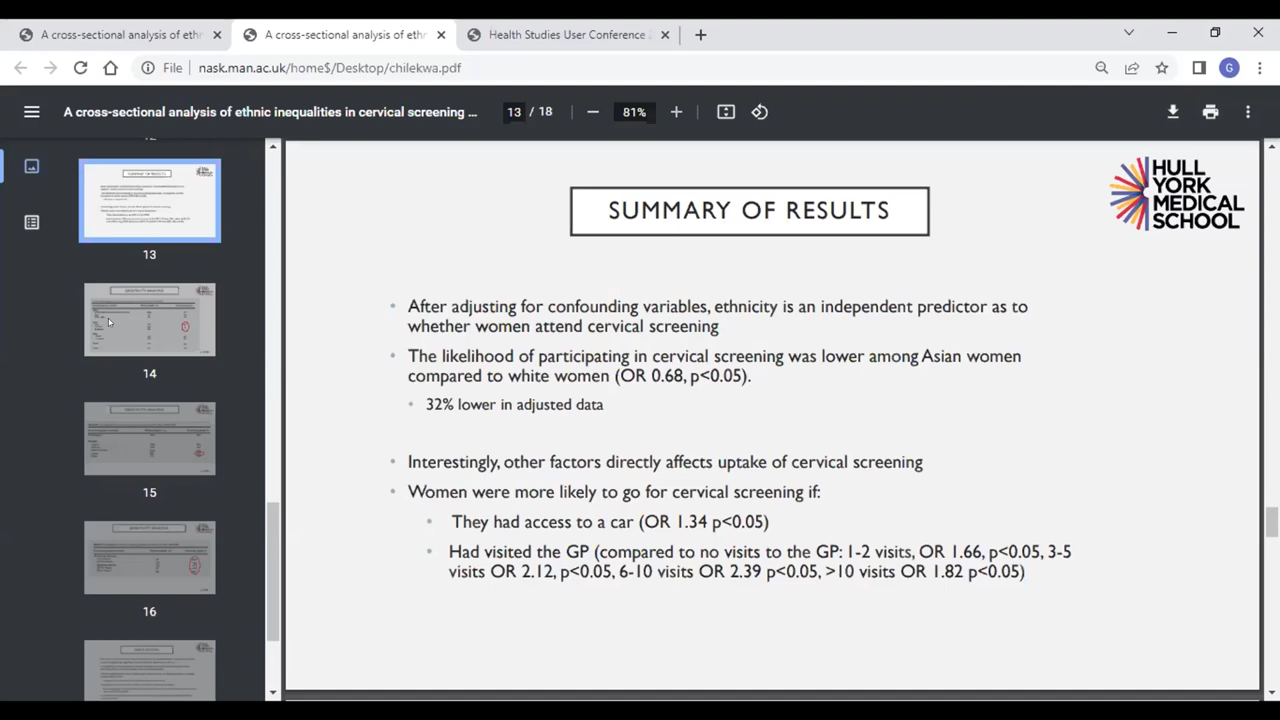 A cross-sectional analysis of ethn
A cross-sectional analysis of ethn
Health Studies User Conference
File
nask.man.ac.uk/home$/Desktop/chilekwa.pdf
G
A cross-sectional analysis of ethnic inequalities in cervical screening ...
13 / 18
81%
SUMMARY OF RESULTS
13
14
15
16
HULL
YORK
MEDICAL
SCHOOL
SUMMARY OF RESULTS
• After adjusting for confounding variables, ethnicity is an independent predictor as to
whether women attend cervical screening
• The likelihood of participating in cervical screening was lower among Asian women
compared to white women (OR 0.68, p<0.05).
• 32% lower in adjusted data
• Interestingly, other factors directly affects uptake of cervical screening
• Women were more likely to go for cervical screening if:
• They had access to a car (OR 1.34 p<0.05)
• Had visited the GP (compared to no visits to the GP: 1-2 visits, OR 1.66, p<0.05, 3-5
visits OR 2.12, p<0.05, 6-10 visits OR 2.39 p<0.05, >10 visits OR 1.82 p<0.05)